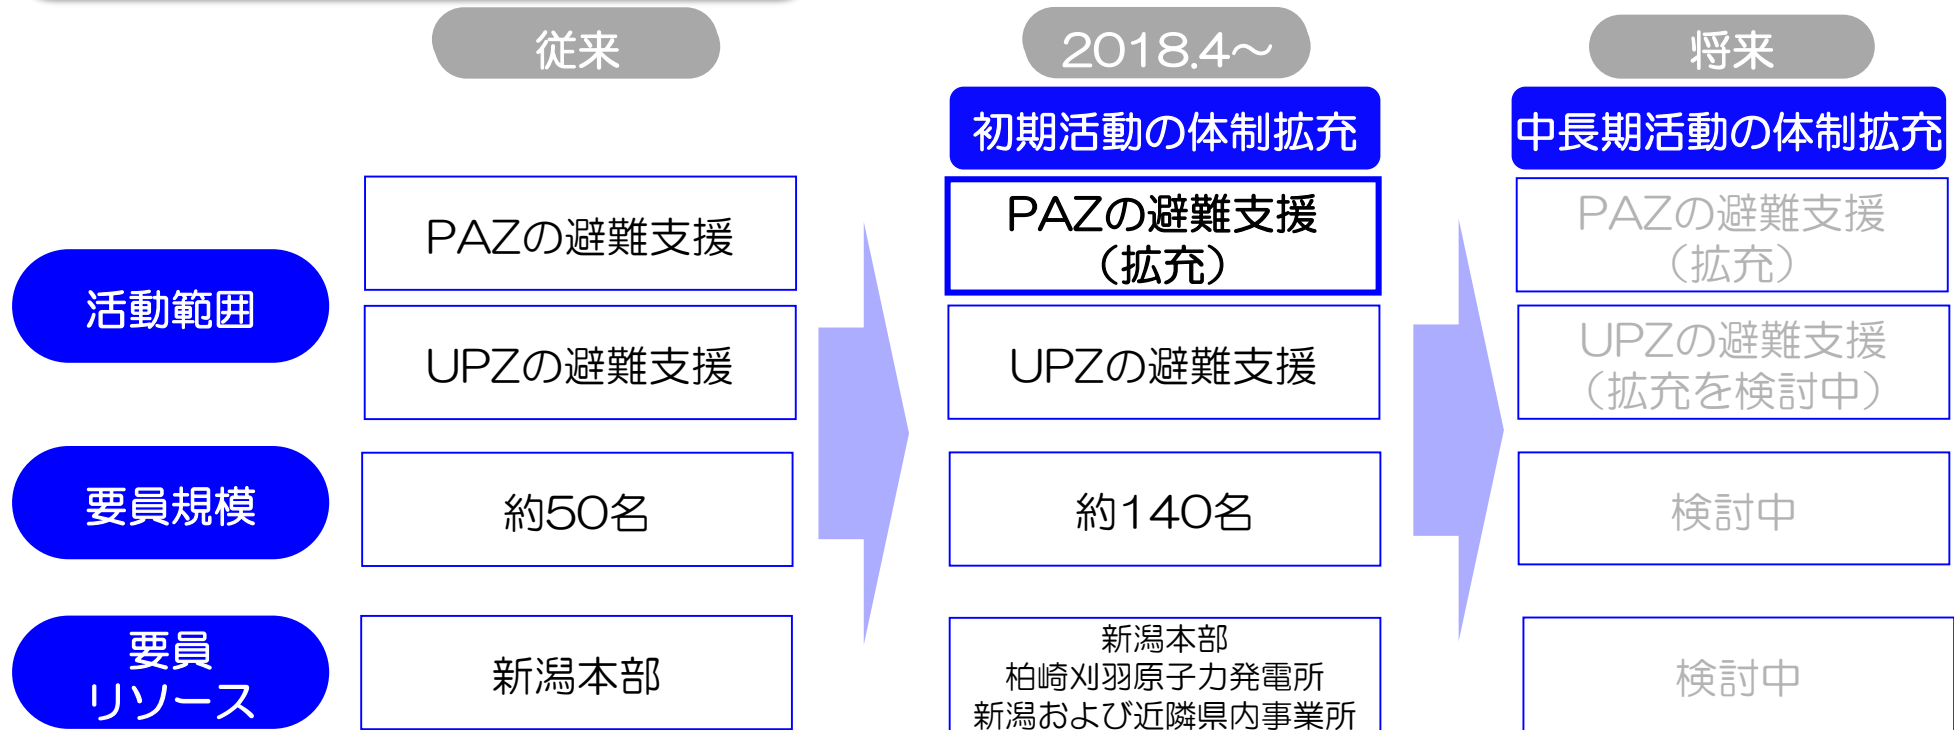 従来
2018.4～
将来
初期活動の体制拡充
中長期活動の体制拡充
活動範囲
PAZの避難支援
PAZの避難支援
（拡充）
PAZの避難支援
（拡充）
UPZの避難支援
UPZの避難支援
UPZの避難支援
（拡充を検討中）
要員規模
約50名
約140名
検討中
要員
リソース
新潟本部
新潟本部
柏崎刈羽原子力発電所
新潟および近隣県内事業所
検討中